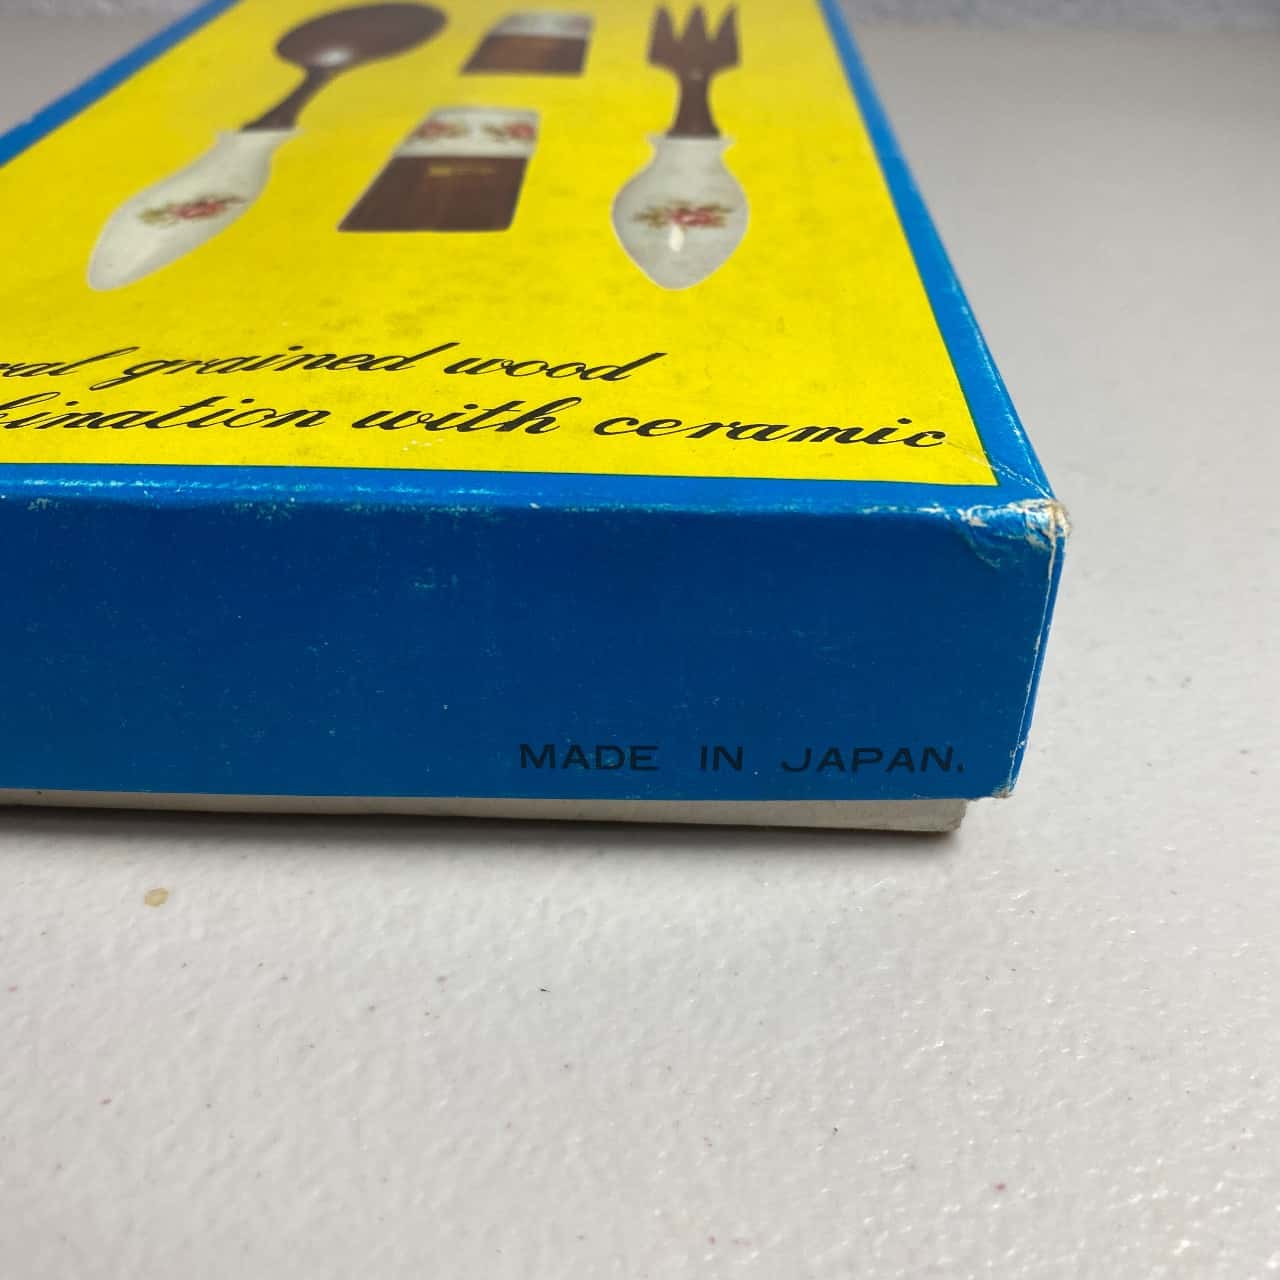 grained wood
with ceramic
MADE IN JAPAN.